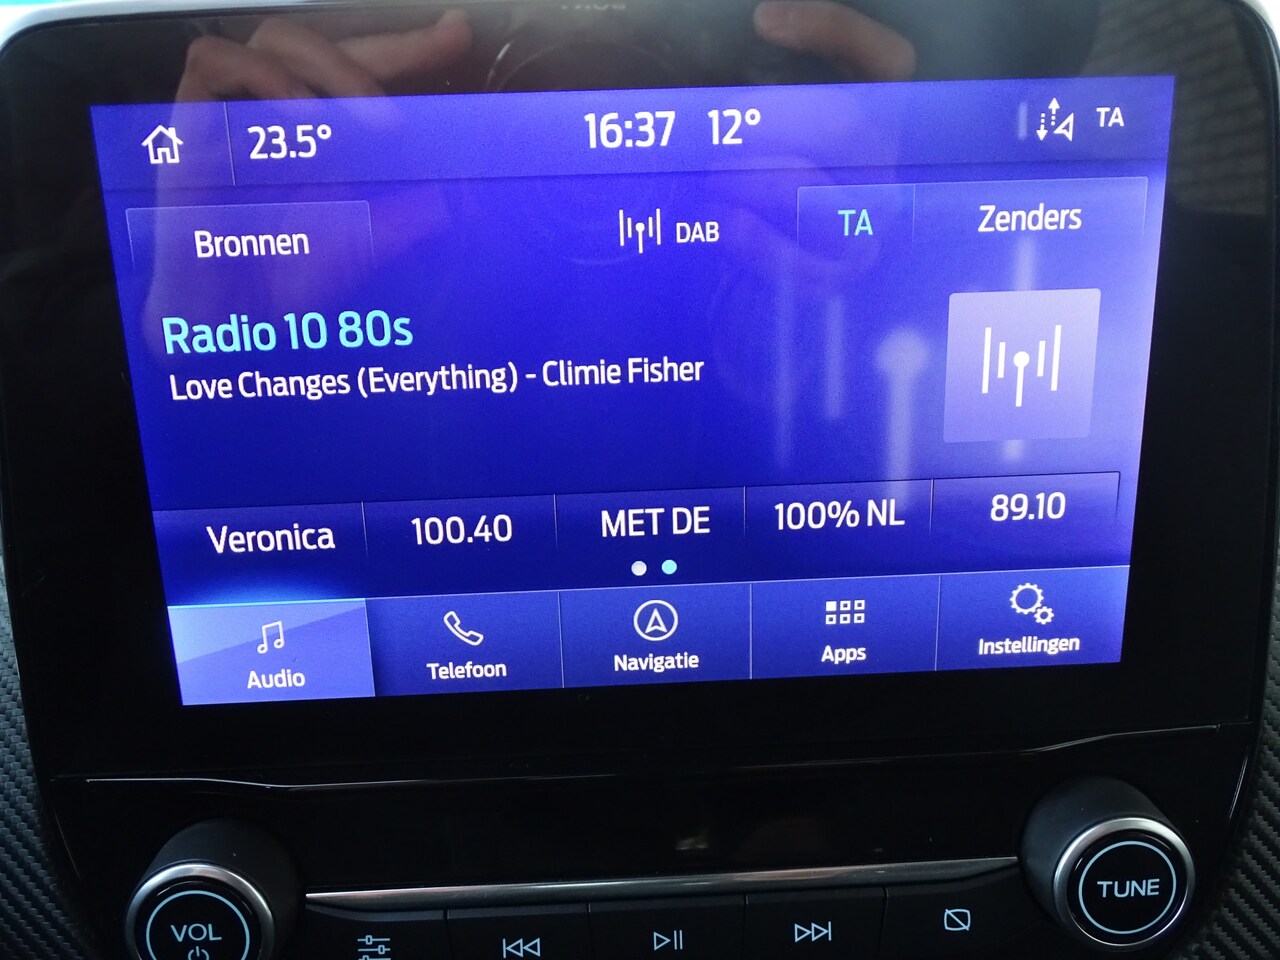 23.5° 16:37 12° TA
Bronnen DAB TA Zenders
Radio 10 80s
Love Changes (Everything) - Climie Fisher
Veronica 100.40 MET DE 100% NL 89.10
Audio Telefoon Navigatie Apps Instellingen
VOL TUNE